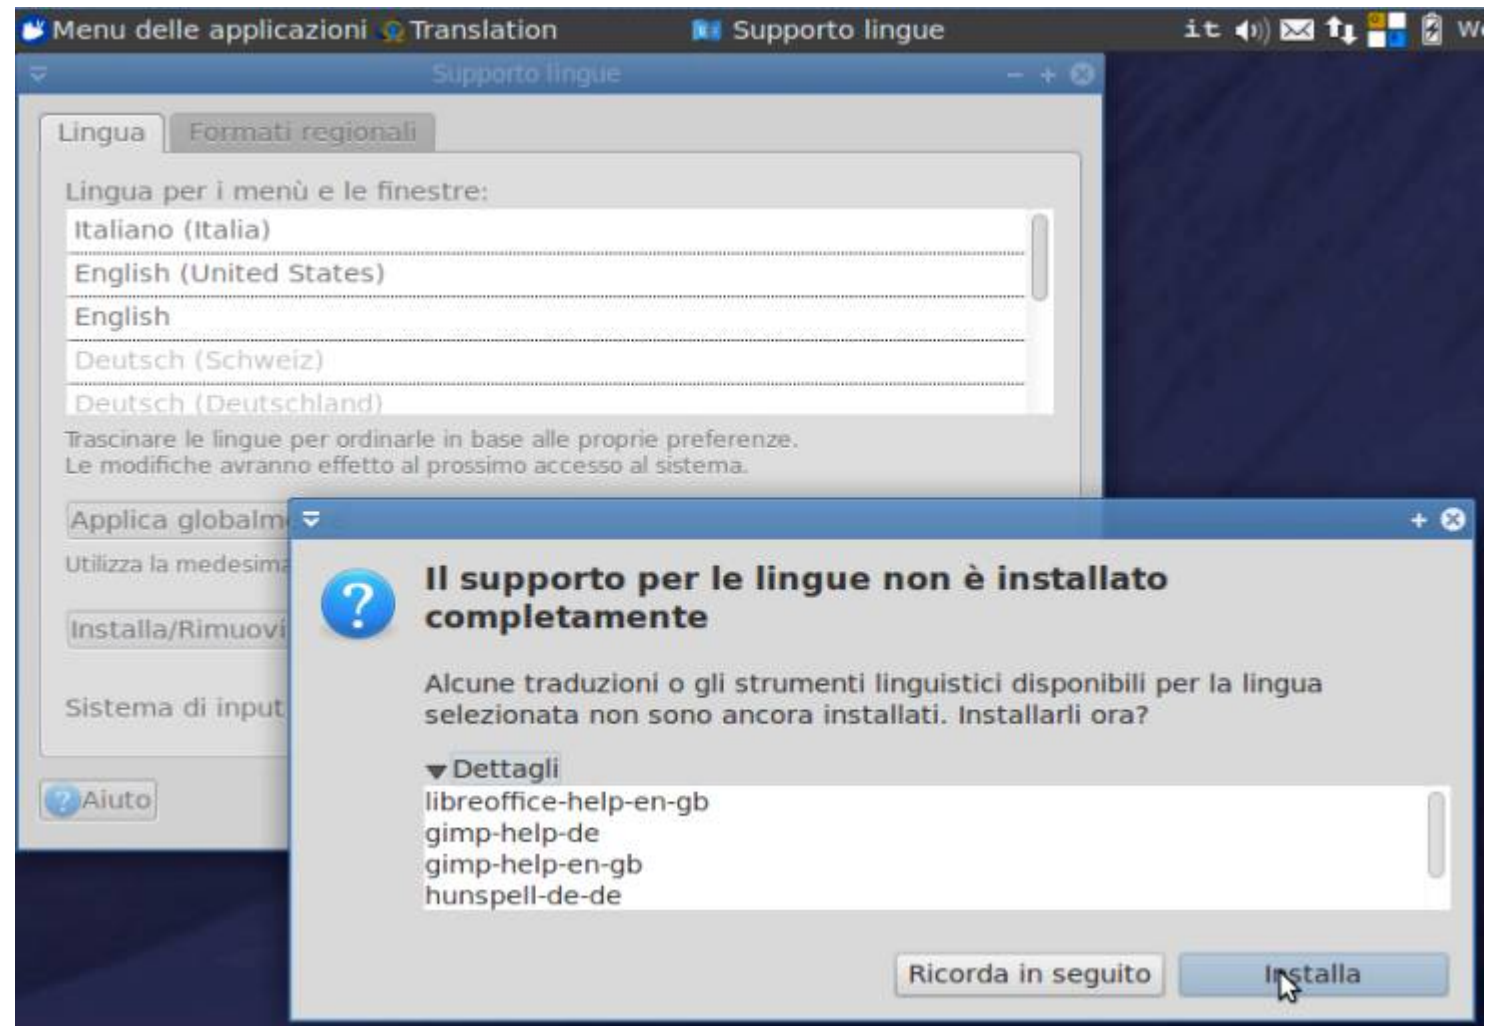 Menu delle applicazioni Translation Supporto lingue it
Supporto lingue
Lingua Formati regionali
Lingua per i menù e le finestre:
Italiano (Italia)
English (United States)
English
Deutsch (Schweiz)
Deutsch (Deutschland)
Trascinare le lingue per ordinarle in base alle proprie preferenze.
Le modifiche avranno effetto al prossimo accesso al sistema.
Applica globalm
Utilizza la medesima
Installa/Rimuovi
Sistema di input
Aiuto
Il supporto per le lingue non è installato
completamente
Alcune traduzioni o gli strumenti linguistici disponibili per la lingua
selezionata non sono ancora installati. Installarli ora?
Dettagli
libreoffice-help-en-gb
gimp-help-de
gimp-help-en-gb
hunspell-de-de
Ricorda in seguito Installa